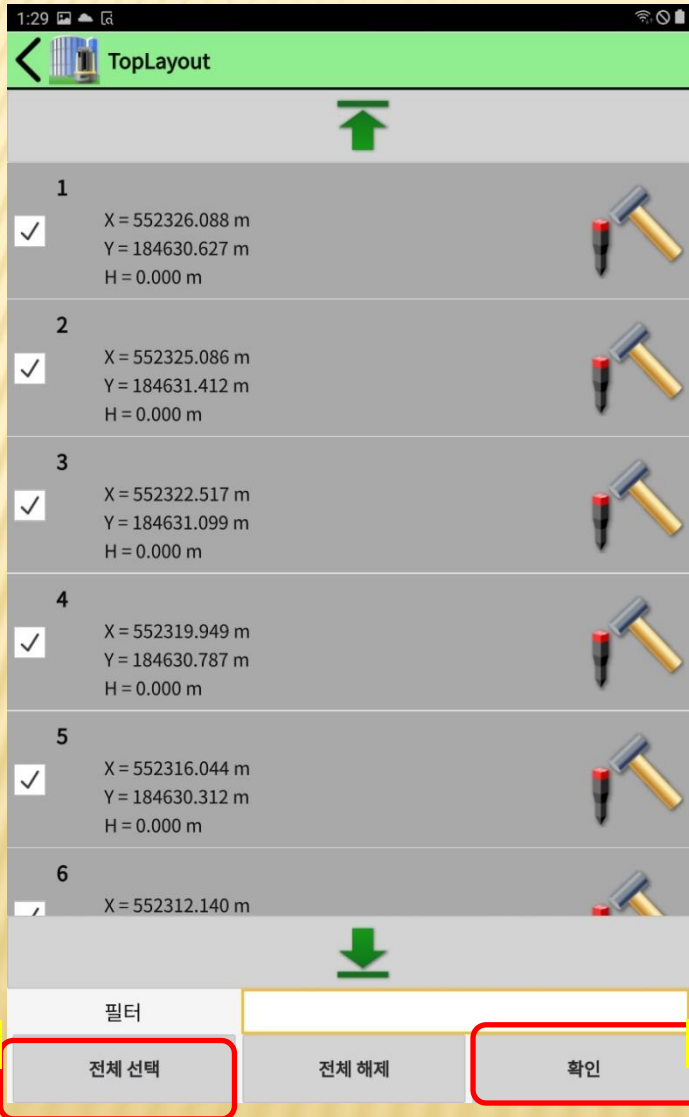 1:29
TopLayout
1
X = 552326.088 m
Y = 184630.627 m
H = 0.000 m
2
X = 552325.086 m
Y = 184631.412 m
H = 0.000 m
3
X = 552322.517 m
Y = 184631.099 m
H = 0.000 m
4
X = 552319.949 m
Y = 184630.787 m
H = 0.000 m
5
X = 552316.044 m
Y = 184630.312 m
H = 0.000 m
6
X = 552312.140 m
필터
전체 선택 전체 해제 확인